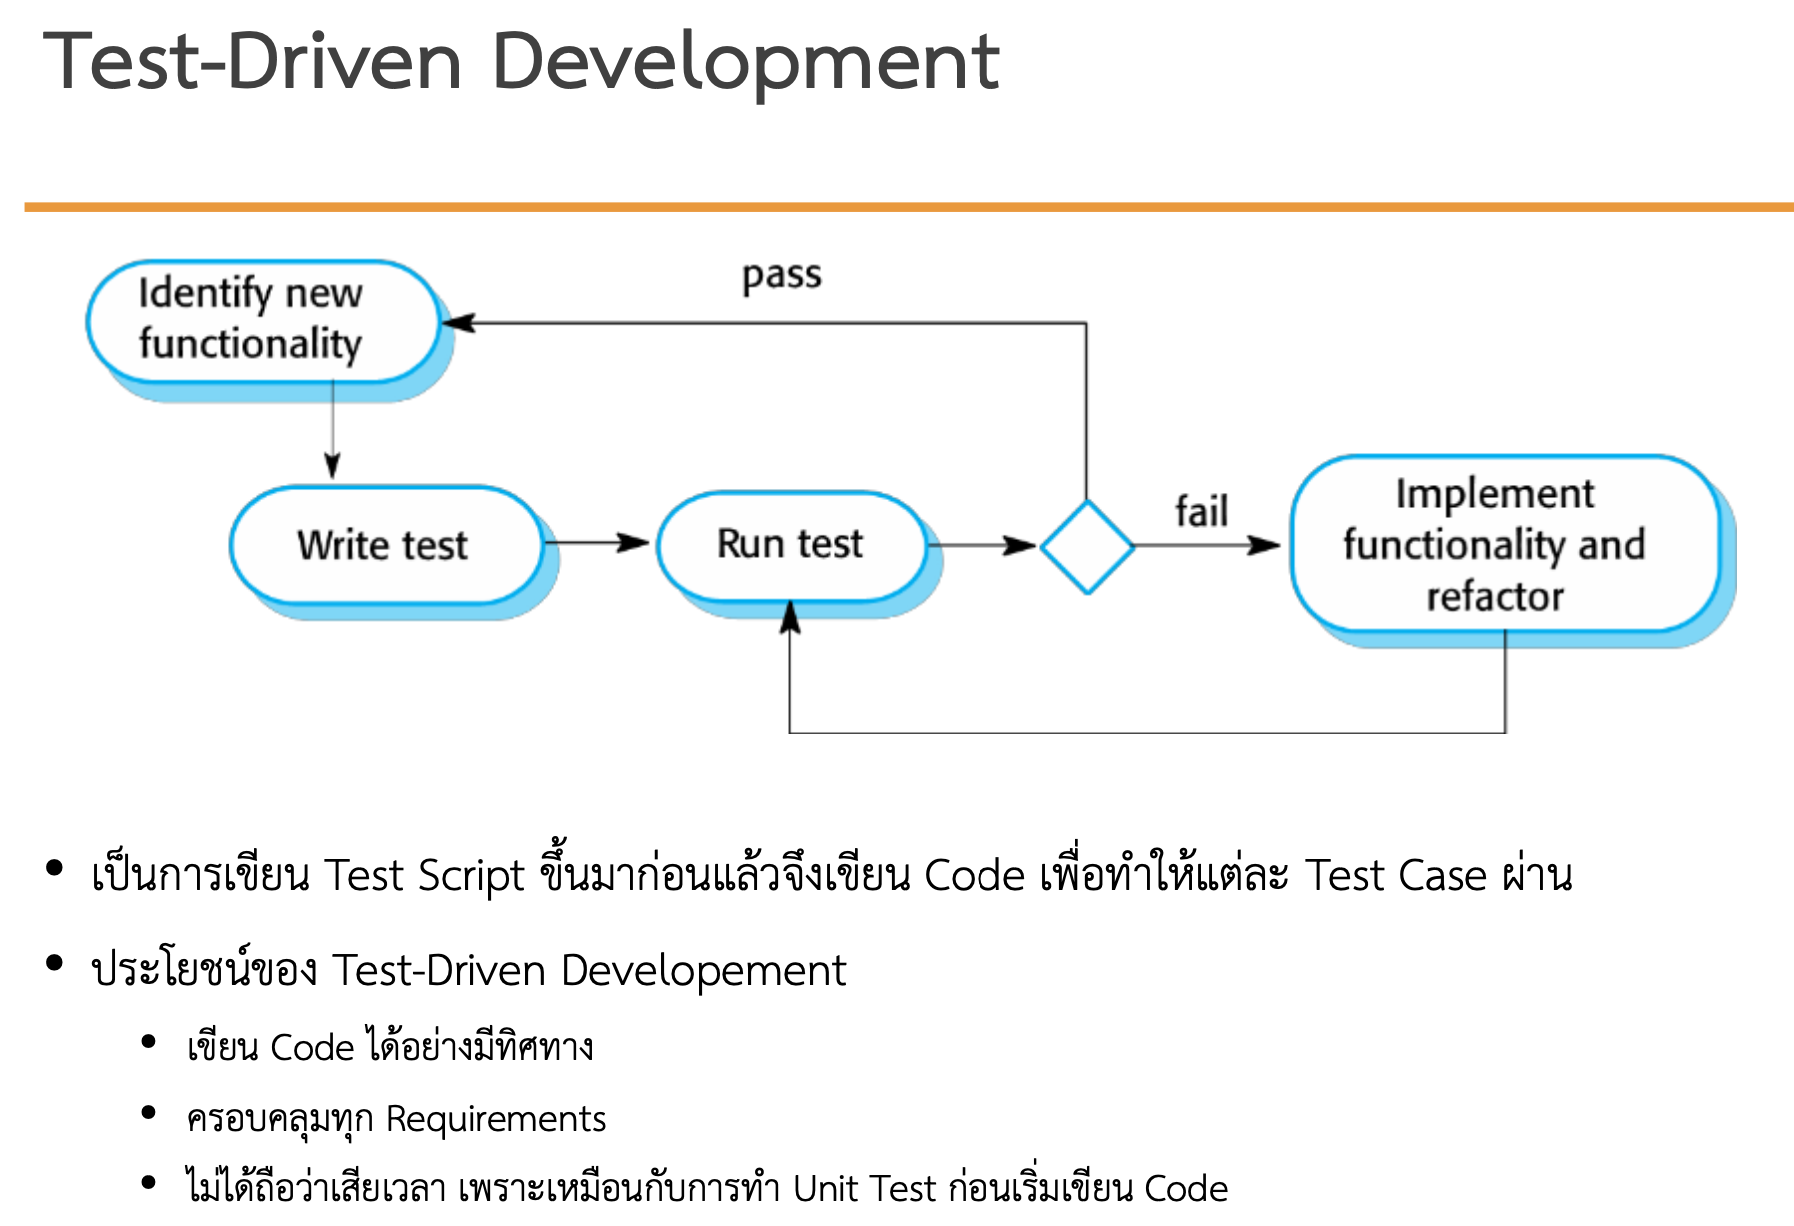 Test-Driven Development
Identify new
functionality
pass
Write test
Run test
fail
Implement
functionality and
refactor
• เป็นการเขียน Test Script ขึ้นมาก่อนแล้วจึงเขียน Code เพื่อทำให้แต่ละ Test Case ผ่าน
• ประโยชน์ของ Test-Driven Developement
• เขียน Code ได้อย่างมีทิศทาง
• ครอบคลุมทุก Requirements
• ไม่ได้ถือว่าเสียเวลา เพราะเหมือนกับการทำ Unit Test ก่อนเริ่มเขียน Code